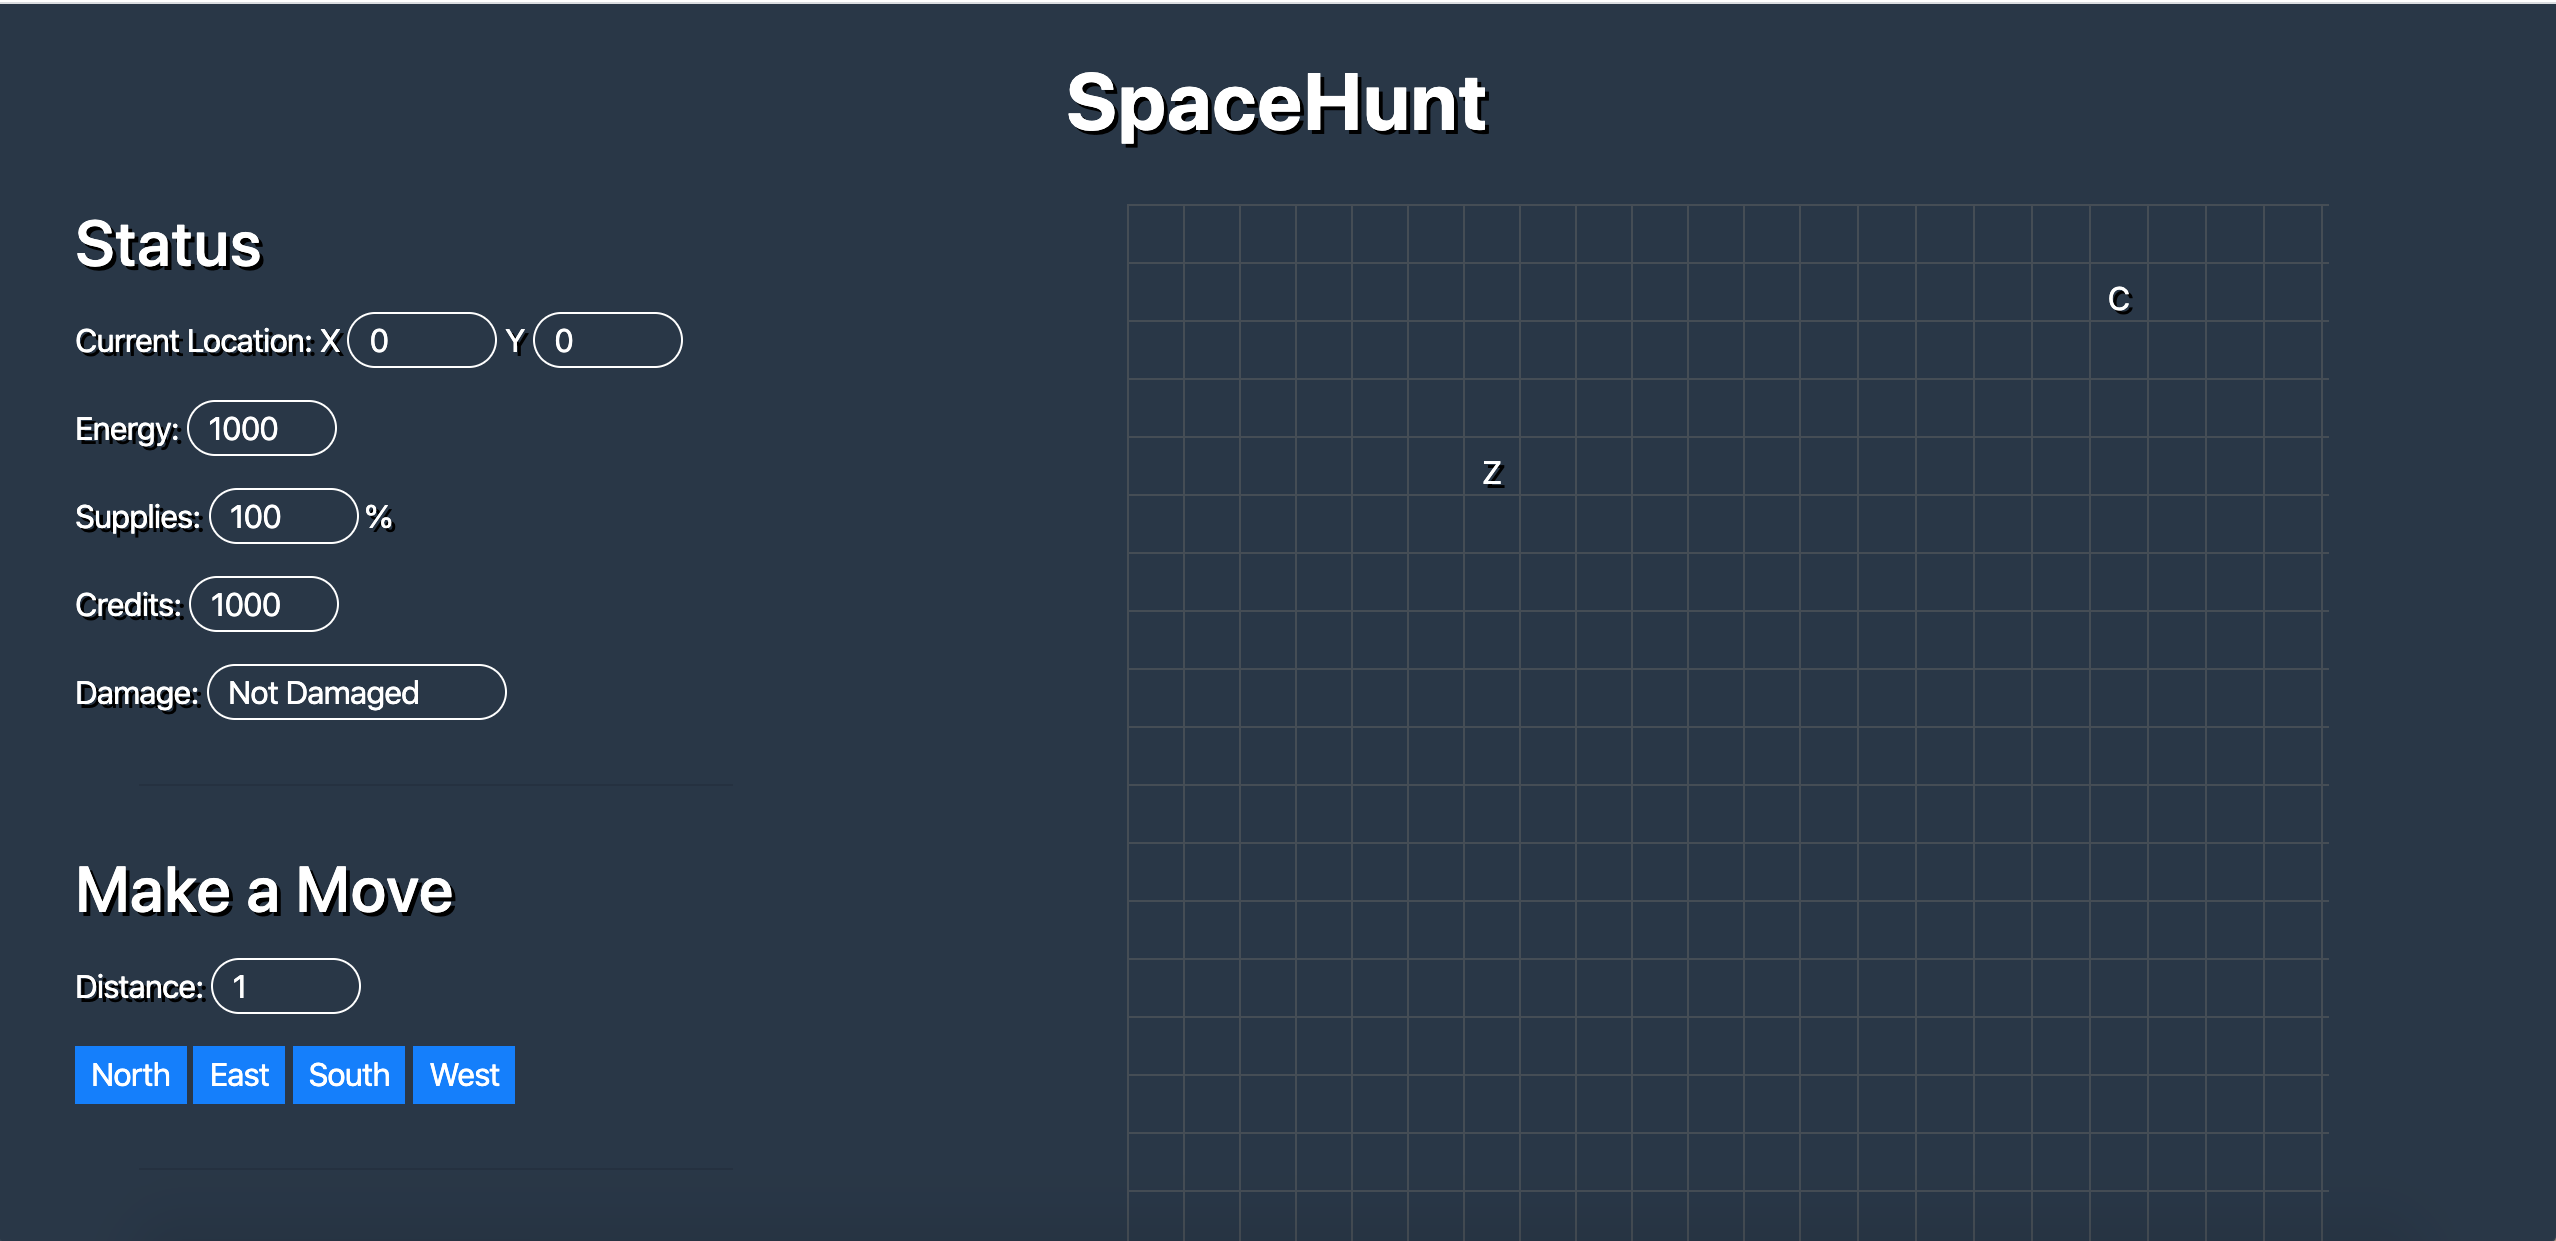 SpaceHunt
Status
Current Location: X 0 Y 0
Energy: 1000
Supplies: 100 %
Credits: 1000
Damage: Not Damaged
Make a Move
Distance: 1
North East South West
C
Z